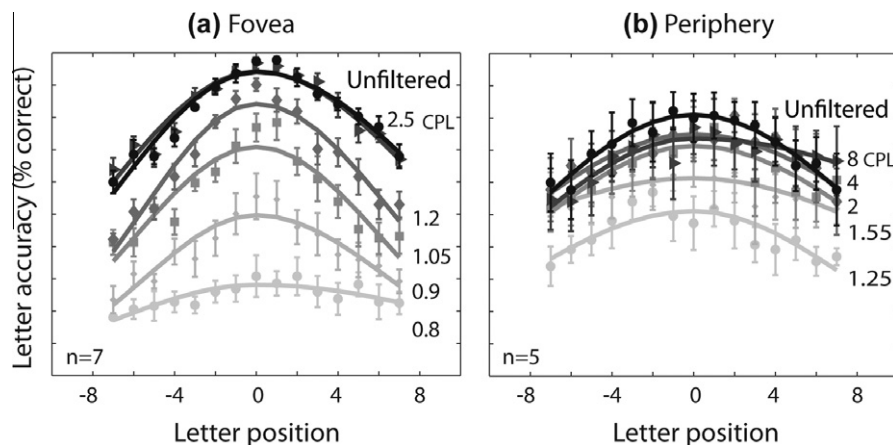 (a) Fovea
(b) Periphery
Letter accuracy (% correct)
Unfiltered
2.5 CPL
1.2
1.05
0.9
0.8
n=7
-8 -4 0 4 8
Letter position
Unfiltered
8 CPL
4
2
1.55
1.25
n=5
-8 -4 0 4 8
Letter position